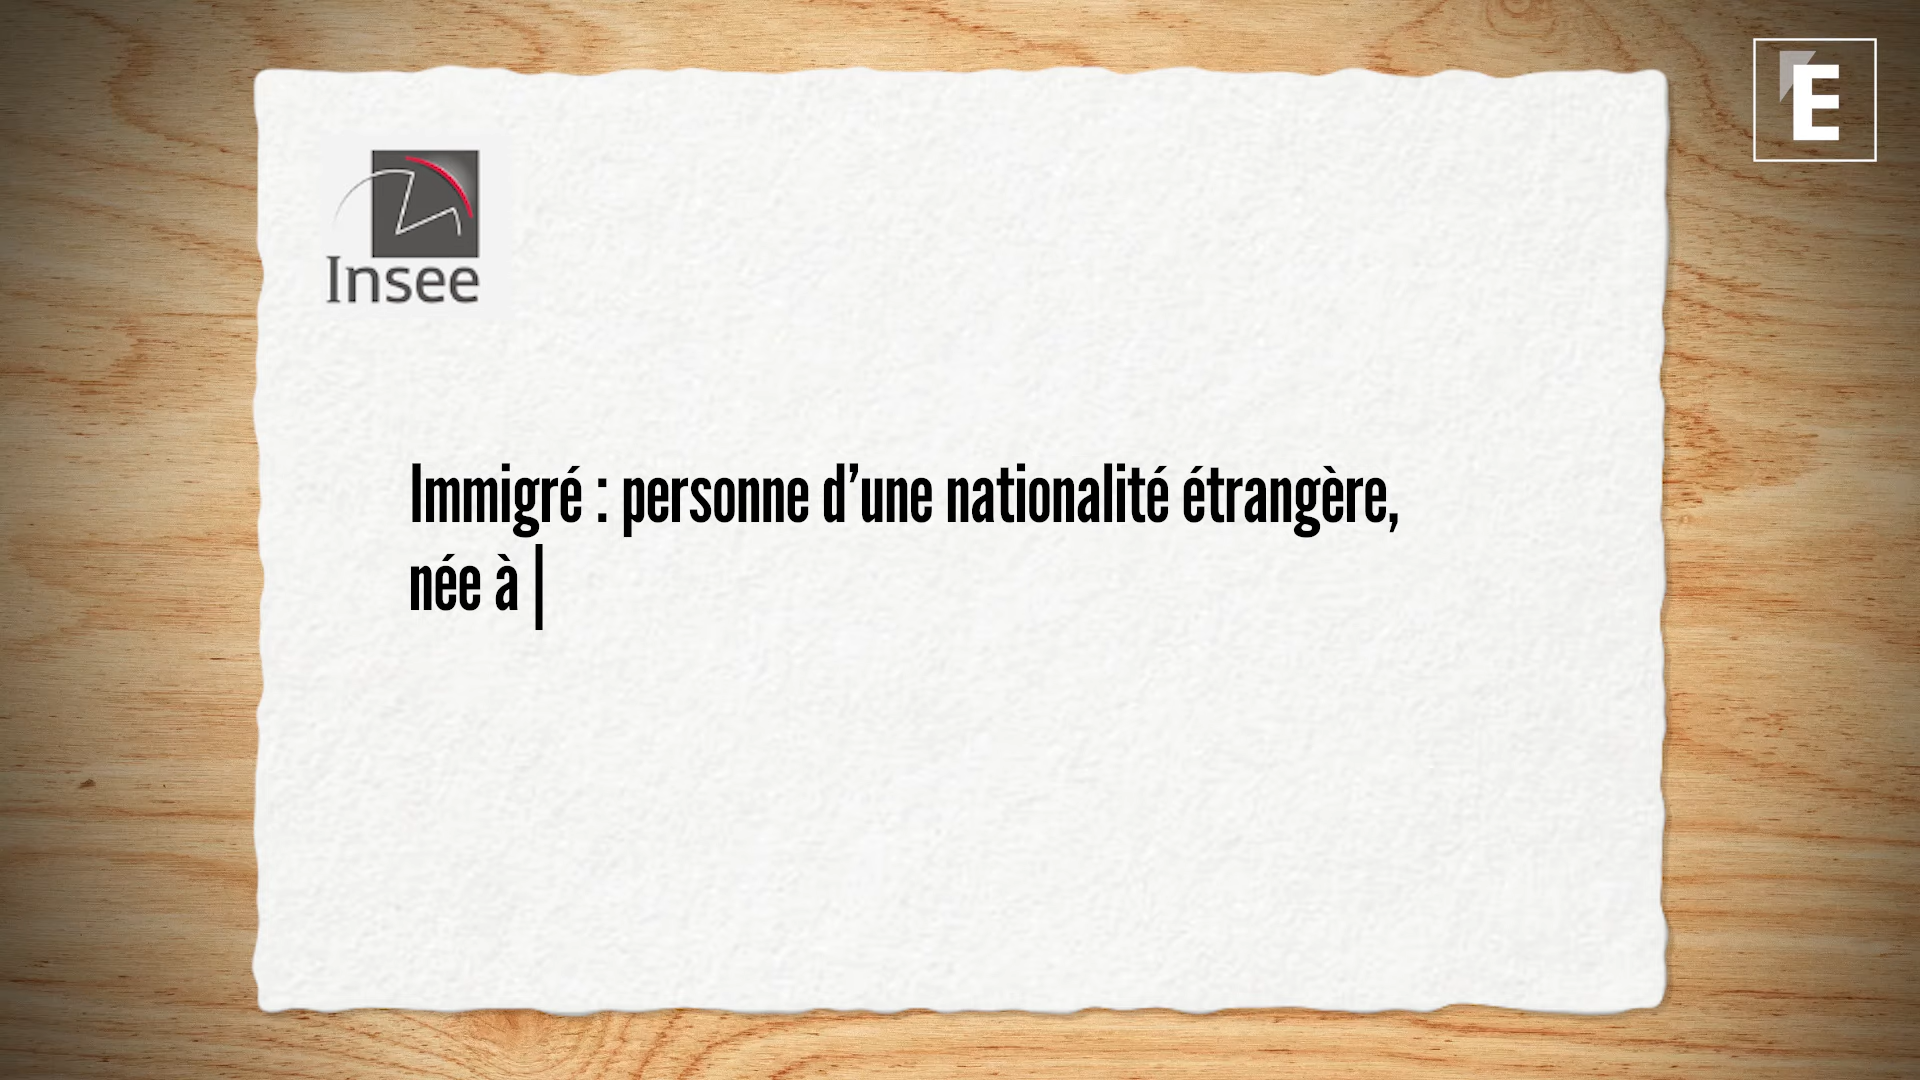 E
Insee
Immigré : personne d’une nationalité étrangère,
née à